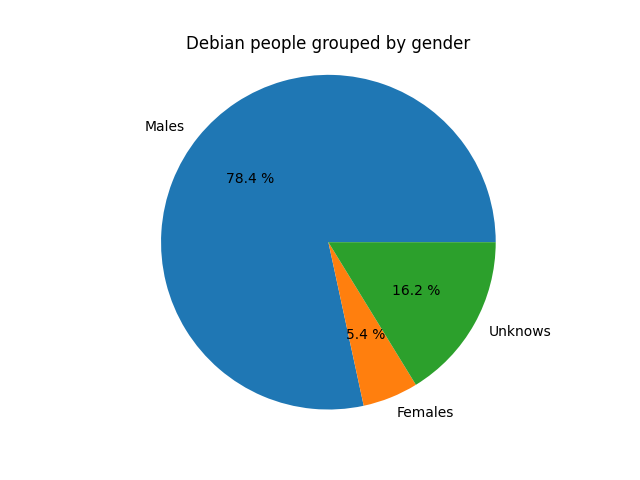 Debian people grouped by gender
Males
78.4 %
16.2 %
5.4 %
Unknows
Females